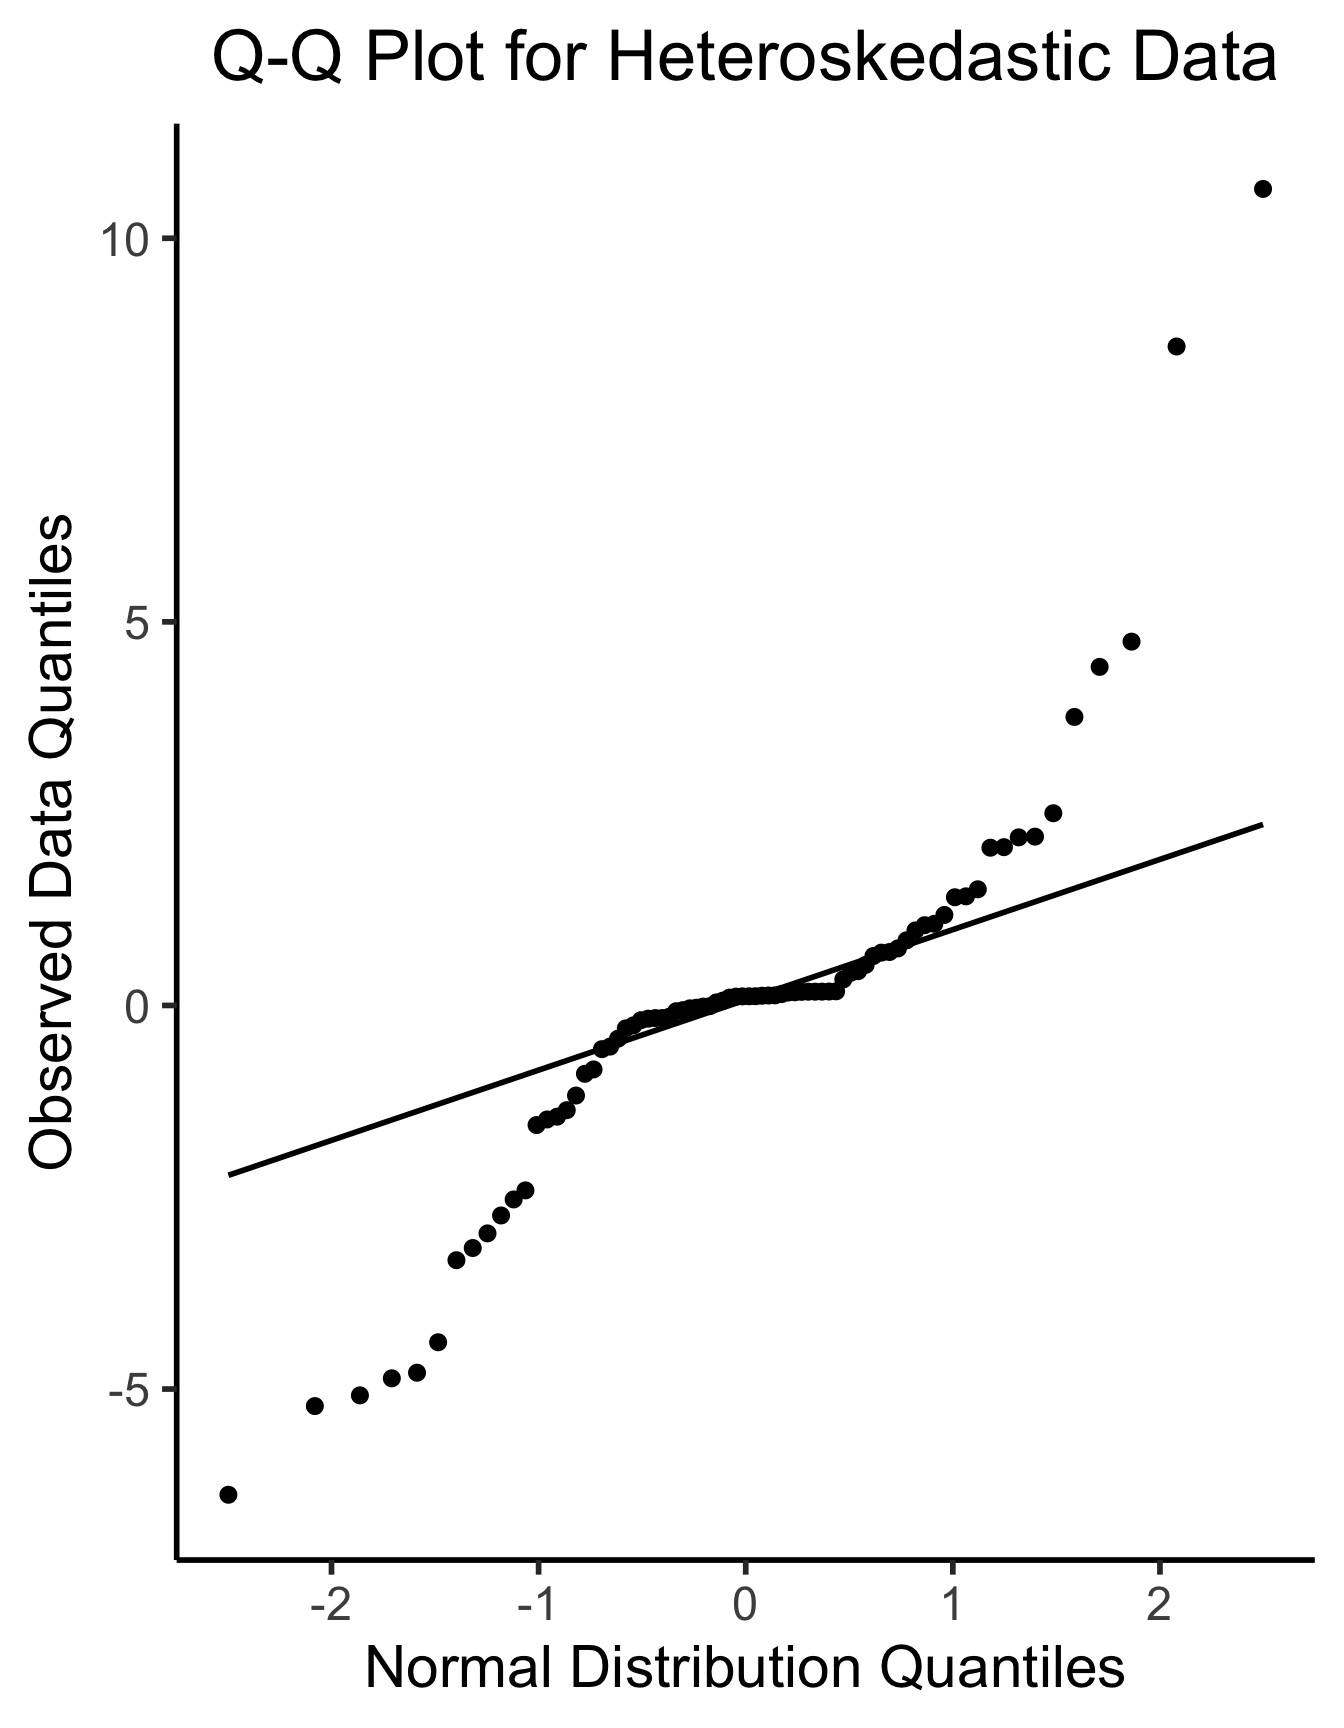 Q-Q Plot for Heteroskedastic Data
10
5
0
-5
Observed Data Quantiles
-2 -1 0 1 2
Normal Distribution Quantiles